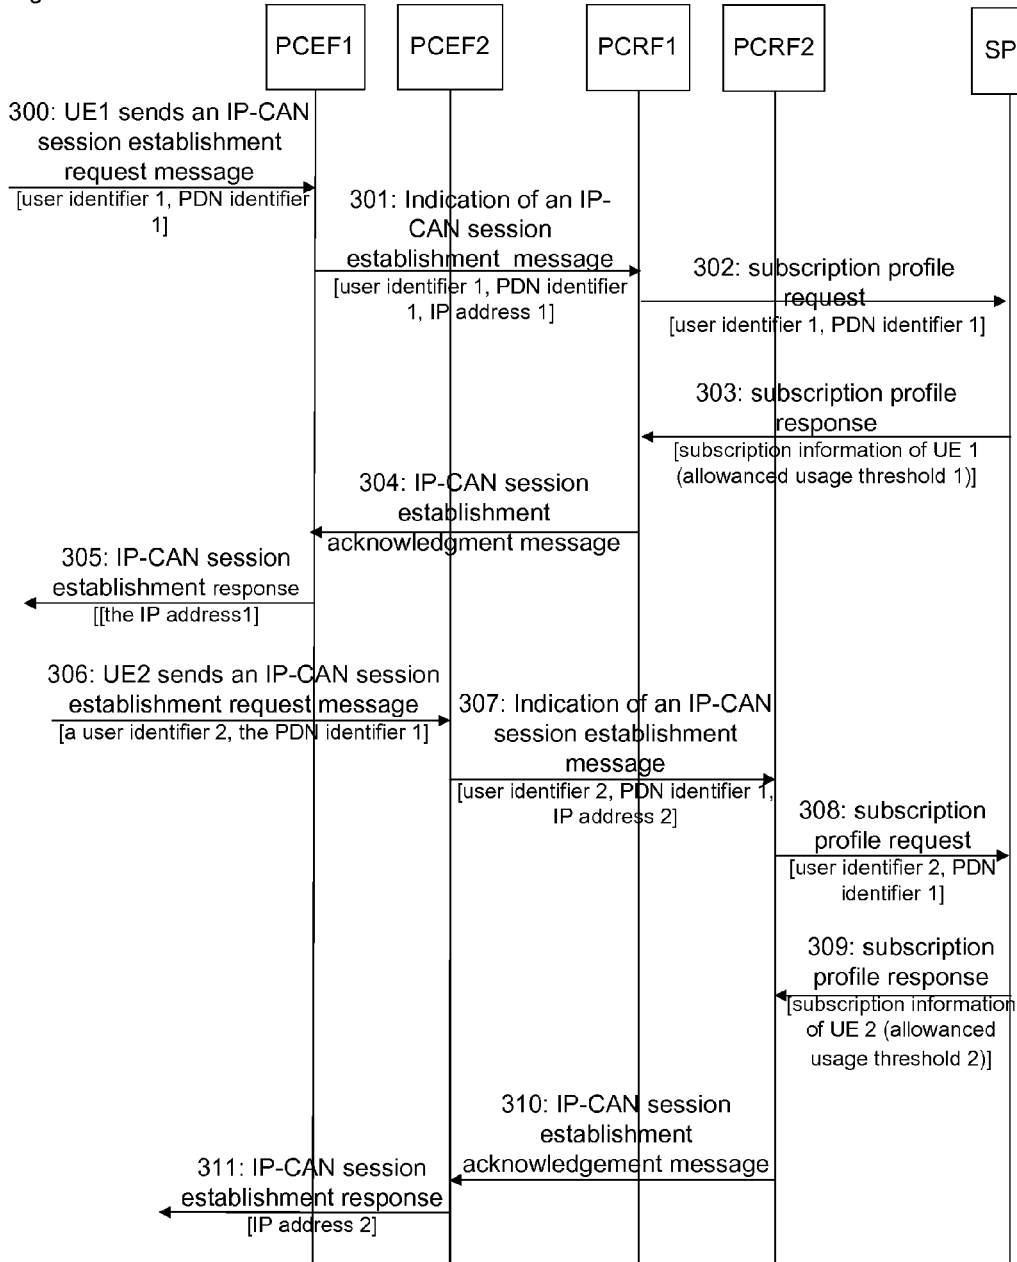 PCEF1
PCEF2
PCRF1
PCRF2
SP
300: UE1 sends an IP-CAN
session establishment
request message
[user identifier 1, PDN identifier
1]
301: Indication of an IP-
CAN session
establishment message
[user identifier 1, PDN identifier
1, IP address 1]
302: subscription profile
request
[user identifier 1, PDN identifier 1]
303: subscription profile
response
[subscription information of UE 1
(allowanced usage threshold 1)]
304: IP-CAN session
establishment
acknowledgment message
305: IP-CAN session
establishment response
[[the IP address1]
306: UE2 sends an IP-CAN session
establishment request message
[a user identifier 2, the PDN identifier 1]
307: Indication of an IP-CAN
session establishment
message
[user identifier 2, PDN identifier 1,
IP address 2]
308: subscription
profile request
[user identifier 2, PDN
identifier 1]
309: subscription
profile response
[subscription information
of UE 2 (allowanced
usage threshold 2)]
310: IP-CAN session
establishment
acknowledgement message
311: IP-CAN session
establishment response
[IP address 2]